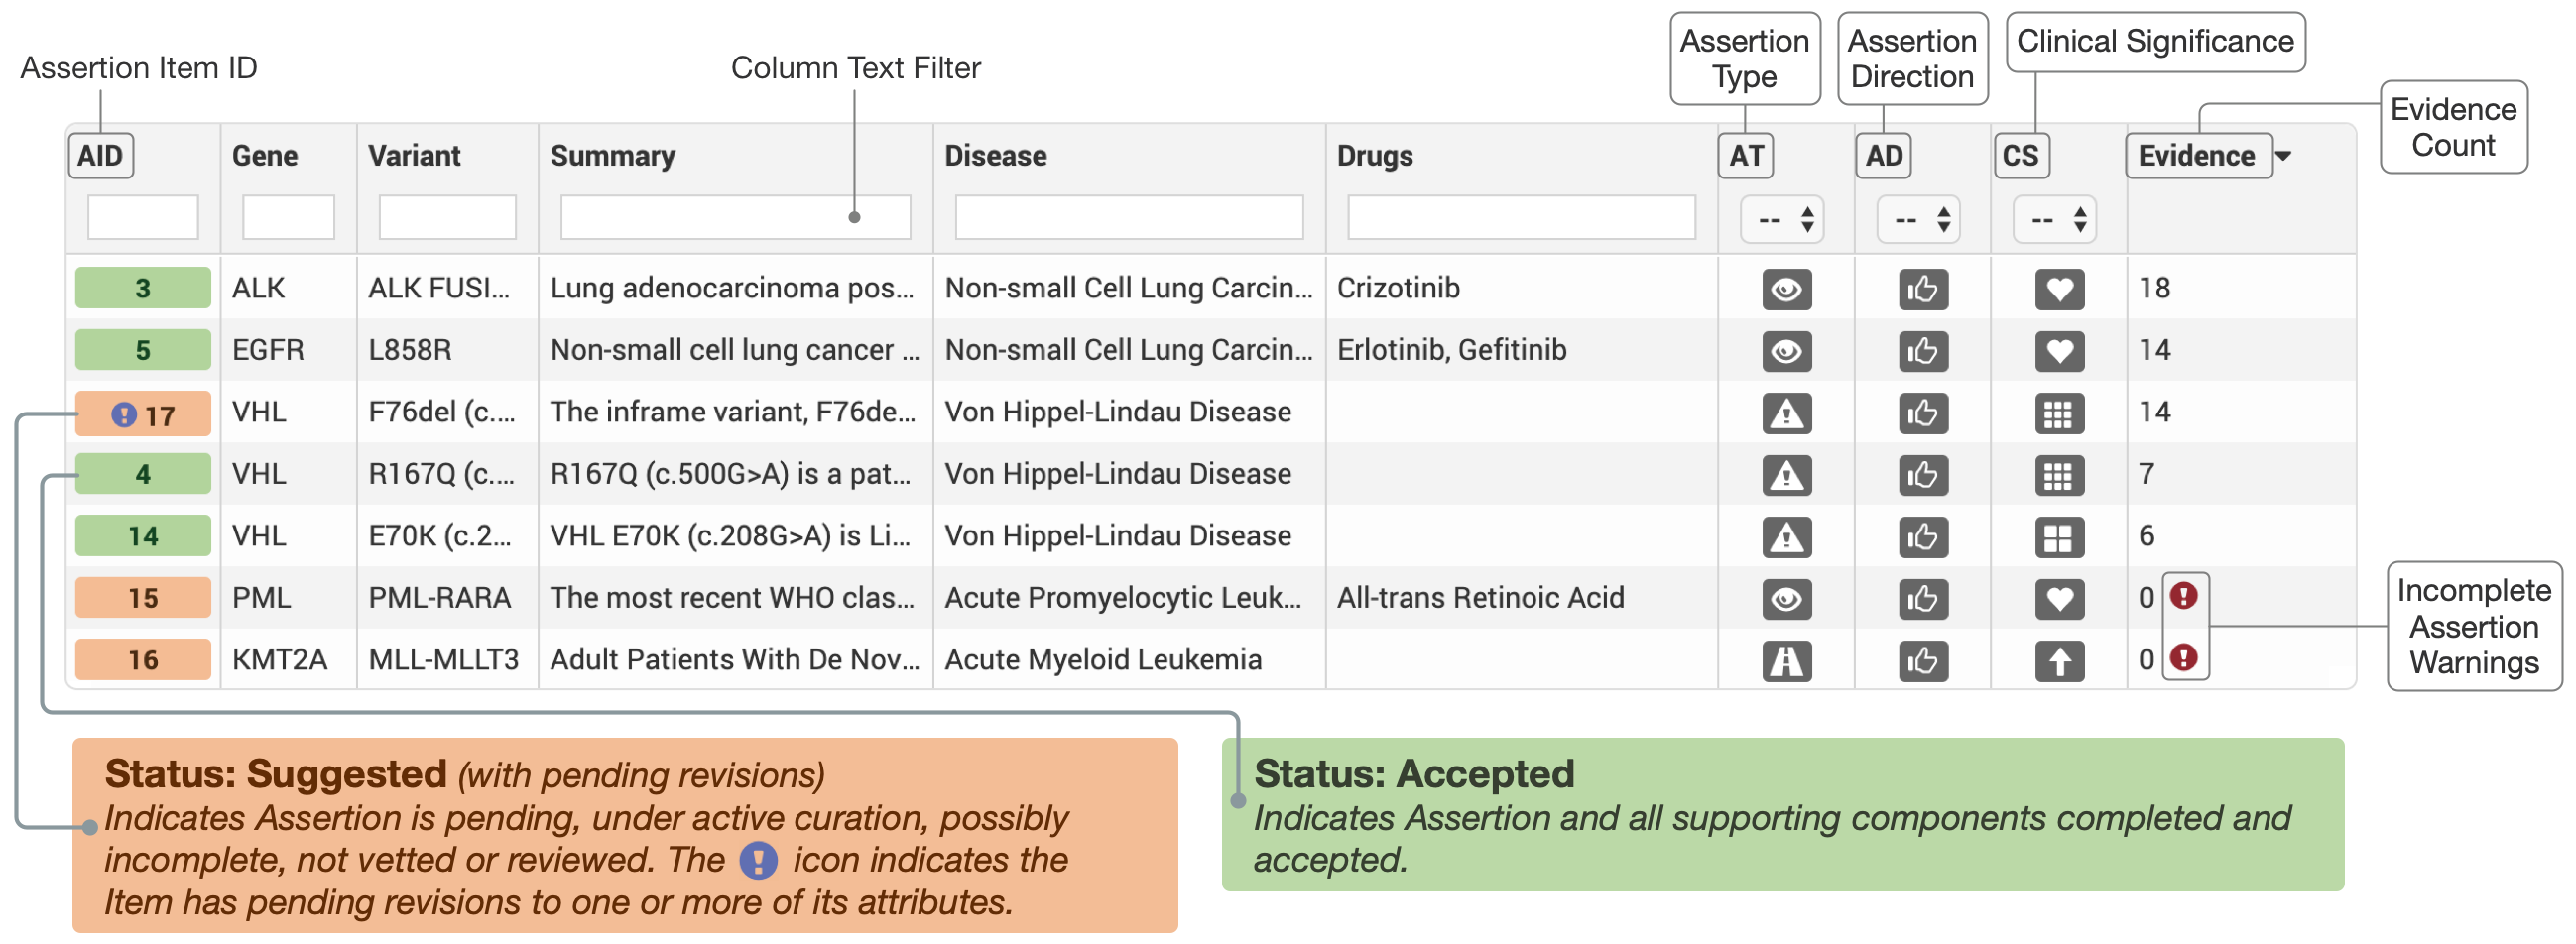 Assertion Item ID
Column Text Filter
Assertion
Type
Assertion
Direction
Clinical Significance
Evidence
Count
AID Gene Variant Summary Disease Drugs AT AD CS Evidence
-- -- --
3 ALK ALK FUSI... Lung adenocarcinoma pos... Non-small Cell Lung Carcin... Crizotinib 18
5 EGFR L858R Non-small cell lung cancer ... Non-small Cell Lung Carcin... Erlotinib, Gefitinib 14
! 17 VHL F76del (c.... The inframe variant, F76de... Von Hippel-Lindau Disease 14
4 VHL R167Q (c.... R167Q (c.500G>A) is a pat... Von Hippel-Lindau Disease 7
14 VHL E70K (c.2... VHL E70K (c.208G>A) is Li... Von Hippel-Lindau Disease 6
15 PML PML-RARA The most recent WHO clas... Acute Promyelocytic Leuk... All-trans Retinoic Acid 0 !
16 KMT2A MLL-MLLT3 Adult Patients With De Nov... Acute Myeloid Leukemia 0 !
Incomplete
Assertion
Warnings
Status: Suggested (with pending revisions)
Indicates Assertion is pending, under active curation, possibly
incomplete, not vetted or reviewed. The ! icon indicates the
Item has pending revisions to one or more of its attributes.
Status: Accepted
Indicates Assertion and all supporting components completed and
accepted.